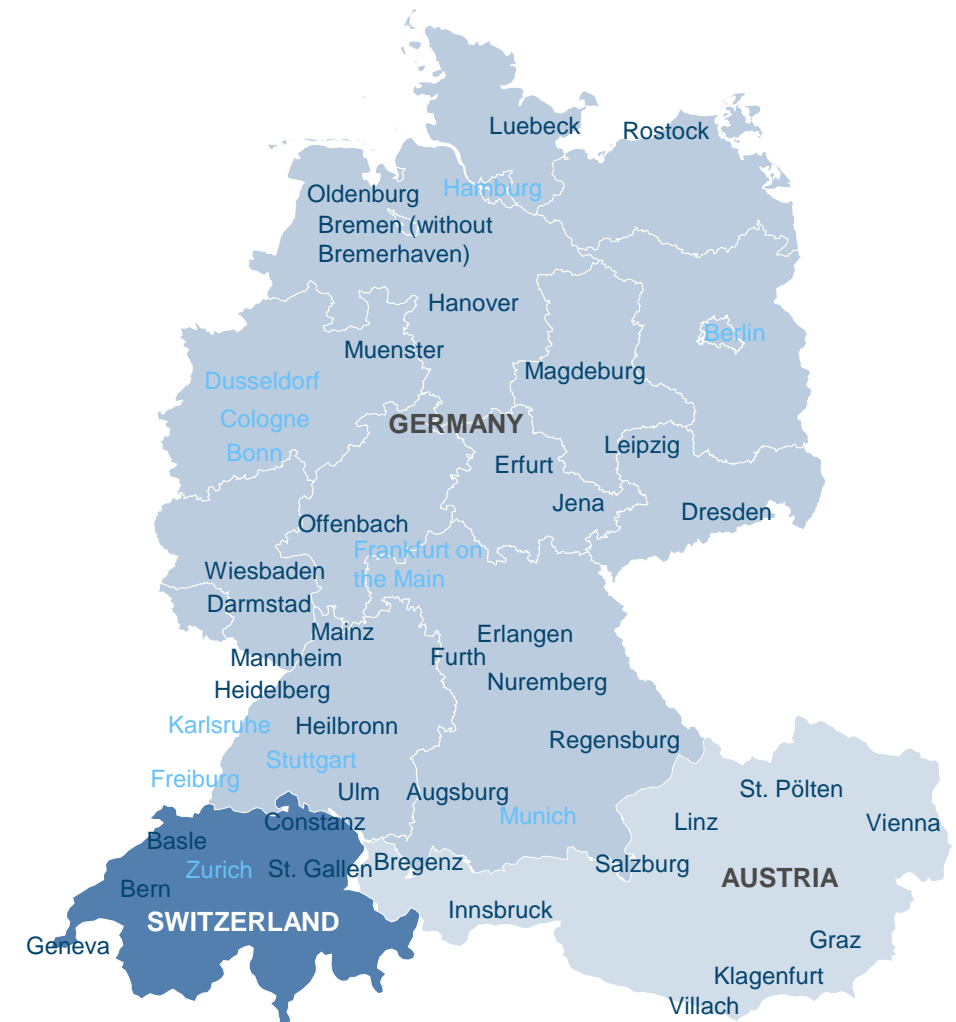 Luebeck
Rostock
Hamburg
Oldenburg
Bremen (without
Bremerhaven)
Hanover
Berlin
Muenster
Magdeburg
Dusseldorf
Cologne
GERMANY
Bonn
Leipzig
Erfurt
Jena
Dresden
Offenbach
Frankfurt on
the Main
Wiesbaden
Darmstad
Mainz
Erlangen
Mannheim
Furth
Nuremberg
Heidelberg
Karlsruhe
Heilbronn
Regensburg
Stuttgart
Freiburg
Ulm
Augsburg
St. Pölten
Munich
Constanz
Linz
Vienna
Basle
Zurich
St. Gallen
Bregenz
Salzburg
AUSTRIA
Bern
Innsbruck
SWITZERLAND
Geneva
Graz
Klagenfurt
Villach